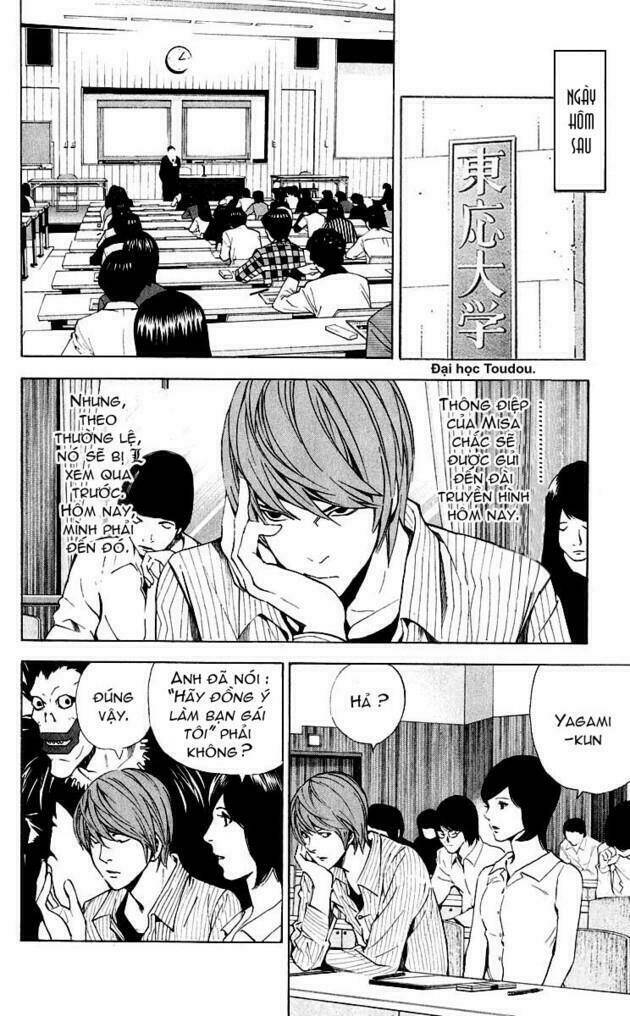 NGÀY
HÔM
SAU
東応大学
Đại học Toudou.
Thông điệp
của Misa
chắc sẽ
được gửi
đến đài
truyền hình
hôm nay.
Nhưng,
theo
thường lệ,
nó sẽ bị L
xem qua
trước.
Hôm nay,
mình phải
đến đó.
Yagami
-kun
Hả ?
Anh đã nói :
"Hãy đồng ý
làm bạn gái
tôi" phải
không?
Đúng
vậy.